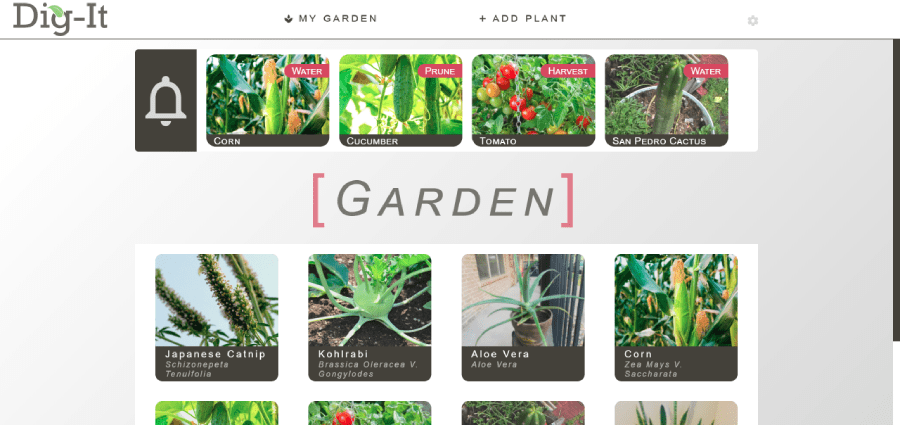 Dig-It
MY GARDEN
+ ADD PLANT
Water
Prune
Harvest
Water
Corn
Cucumber
Tomato
San Pedro Cactus
[GARDEN]
Japanese Catnip
Schizonepeta
Tenuifolia
Kohlrabi
Brassica Oleracea V.
Gongylodes
Aloe Vera
Aloe Vera
Corn
Zea Mays V.
Saccharata